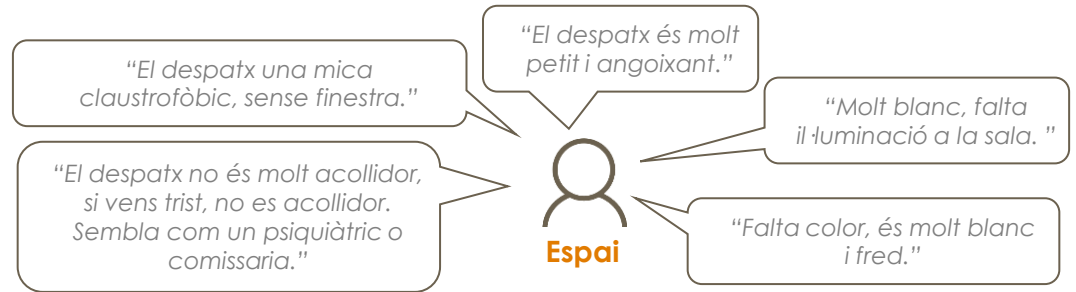 “El despatx és molt
petit i angoixant.”
“El despatx una mica
claustrofòbic, sense finestra.”
“Molt blanc, falta
il·luminació a la sala. ”
“El despatx no és molt acollidor,
si vens trist, no es acollidor.
Sembla com un psiquiàtric o
comissaria.”
“Falta color, és molt blanc
i fred.”
Espai